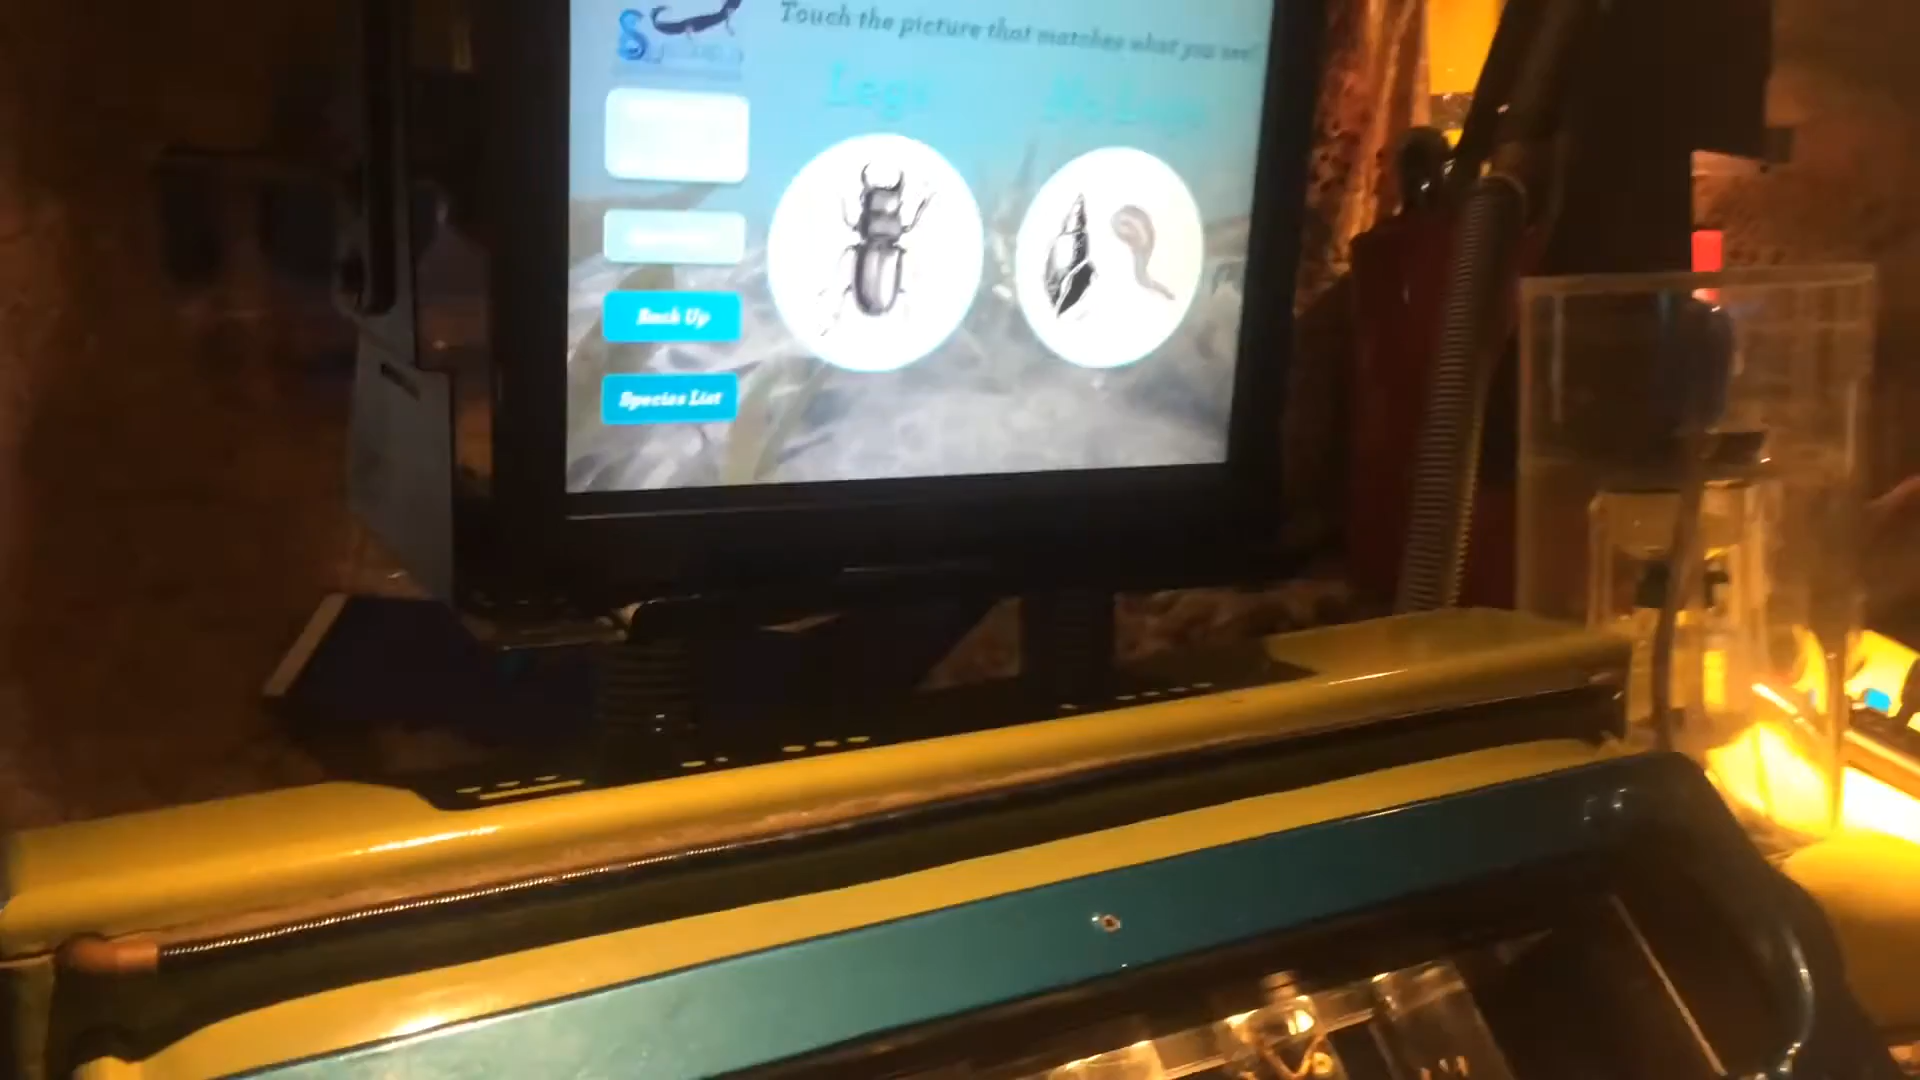 Touch the picture that matches what you see!
Legs
No Legs
Back Up
Species List